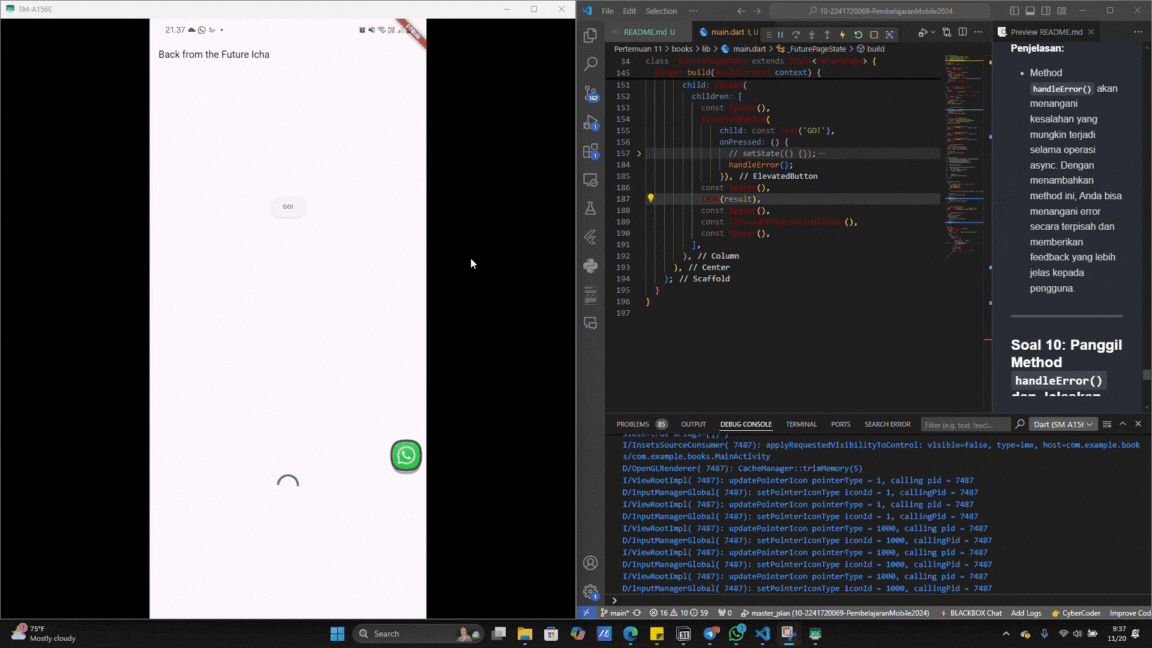 SM-A156E
21.37
DEBUG
Back from the Future Icha
GO!
File Edit Selection ···
10-2241720069-PembelajaranMobile2024
README.md U
main.dart 1, U
Preview README.md
Pertemuan 11 > books > lib > main.dart > _FuturePageState > build
34 class _FuturePageState extends State<FuturePage> {
145 Widget build(BuildContext context) {
151 child: Column(
152 children: [
153 const Spacer(),
154 ElevatedButton(
155 child: const Text('GO!'),
156 onPressed: () {
157 // setState(() {}); ···
184 handleError();
185 }), // ElevatedButton
186 const Spacer(),
187 Text(result),
188 const Spacer(),
189 const CircularProgressIndicator(),
190 const Spacer(),
191 ],
192 ), // Column
193 ), // Center
194 ); // Scaffold
195 }
196 }
197
Penjelasan:
• Method
handleError() akan
menangani
kesalahan yang
mungkin terjadi
selama operasi
async. Dengan
menambahkan
method ini, Anda bisa
menangani error
secara terpisah dan
memberikan
feedback yang lebih
jelas kepada
pengguna.
Soal 10: Panggil
Method
handleError()
PROBLEMS 85 OUTPUT DEBUG CONSOLE TERMINAL PORTS SEARCH ERROR
Filter (e.g. text, !excl...
Dart (SM A156
I/InsetsSourceConsumer( 7487): applyRequestedVisibilityToControl: visible=false, type=ime, host=com.example.book
s/com.example.books.MainActivity
D/OpenGLRenderer( 7487): CacheManager::trimMemory(5)
I/ViewRootImpl( 7487): updatePointerIcon pointerType = 1, calling pid = 7487
D/InputManagerGlobal( 7487): setPointerIconType iconId = 1, callingPid = 7487
I/ViewRootImpl( 7487): updatePointerIcon pointerType = 1, calling pid = 7487
D/InputManagerGlobal( 7487): setPointerIconType iconId = 1, callingPid = 7487
I/ViewRootImpl( 7487): updatePointerIcon pointerType = 1000, calling pid = 7487
D/InputManagerGlobal( 7487): setPointerIconType iconId = 1000, callingPid = 7487
I/ViewRootImpl( 7487): updatePointerIcon pointerType = 1000, calling pid = 7487
D/InputManagerGlobal( 7487): setPointerIconType iconId = 1000, callingPid = 7487
I/ViewRootImpl( 7487): updatePointerIcon pointerType = 1000, calling pid = 7487
D/InputManagerGlobal( 7487): setPointerIconType iconId = 1000, callingPid = 7487
main* 16 10 59 0 master_plan (10-2241720069-PembelajaranMobile2024) BLACKBOX Chat Add Logs CyberCoder Improve Cod
75°F
Mostly cloudy
Search
9:37
11/20